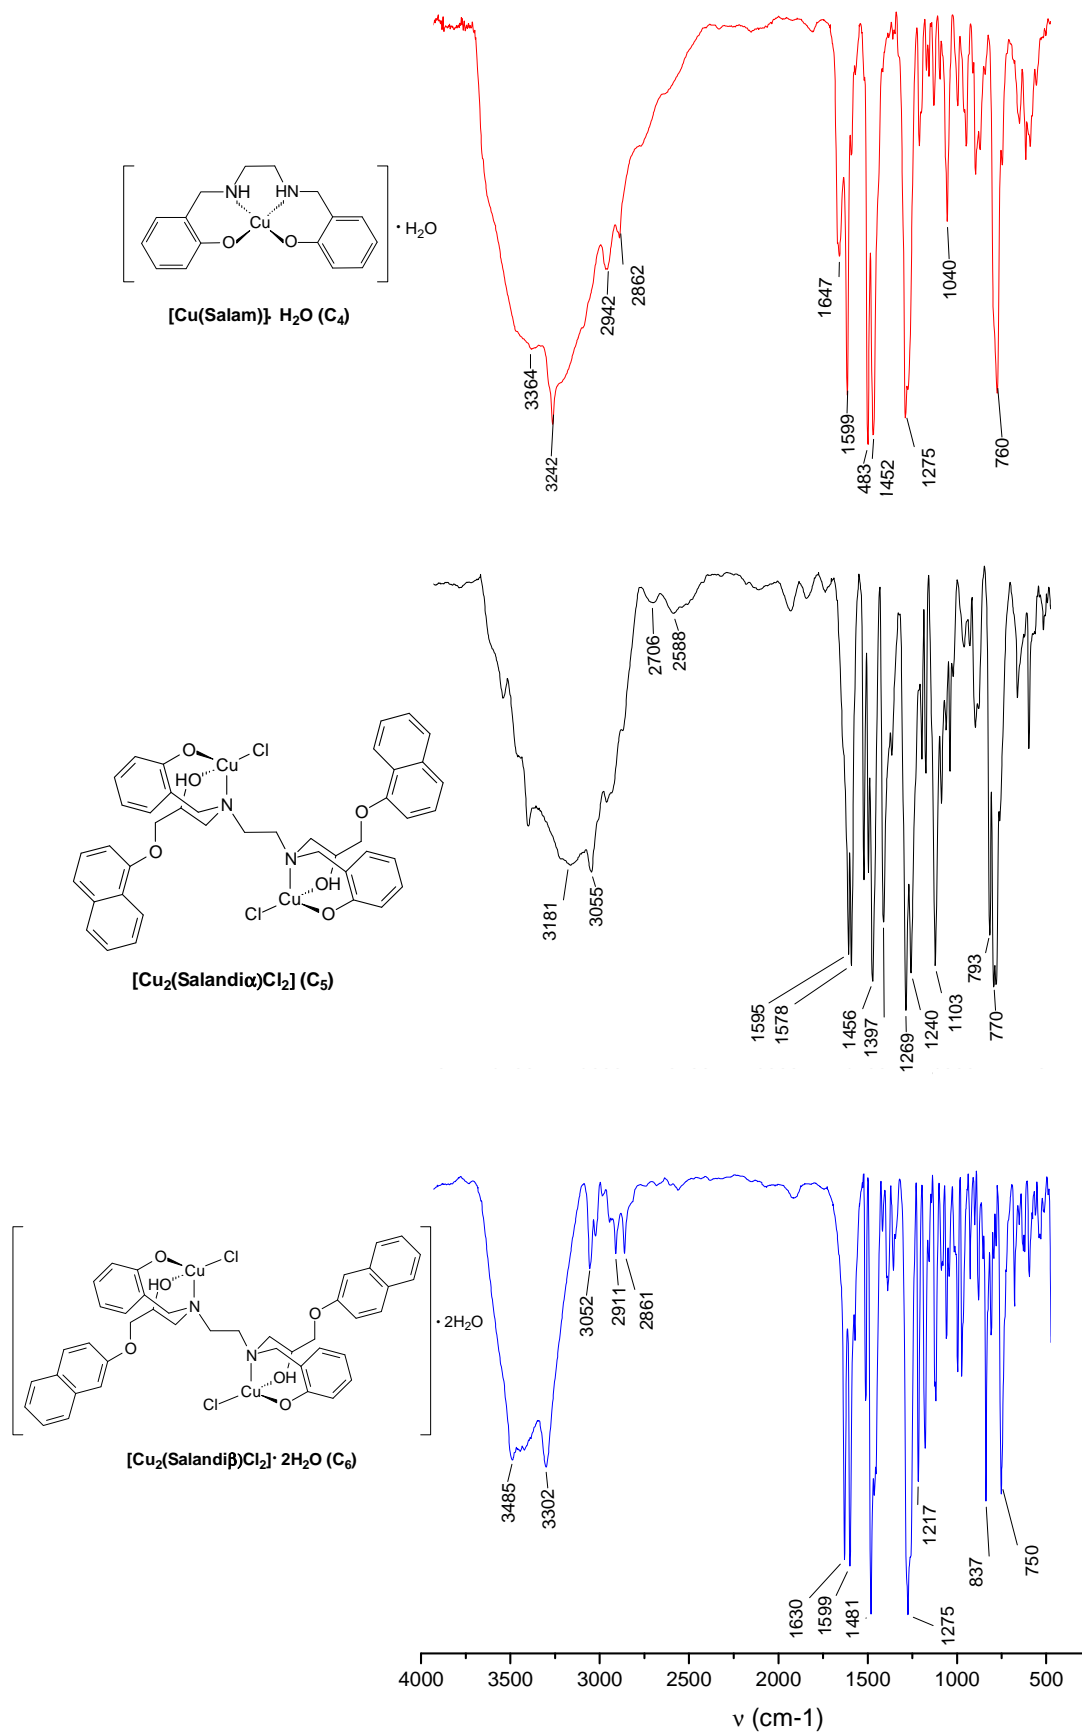 NH
HN
Cu
O
O
· H₂O
[Cu(Salam)]· H₂O (C₄)
3364
3242
2942
2862
1647
1599
483
1452
1275
1040
760
O
Cu
Cl
HO
N
O
O
N
OH
Cl
Cu
O
[Cu₂(Salandiα)Cl₂] (C₅)
3181
3055
2706
2588
1595
1578
1456
1397
1269
1240
1103
793
770
O
Cu
Cl
HO
N
O
O
N
OH
Cl
Cu
O
· 2H₂O
[Cu₂(Salandiβ)Cl₂]· 2H₂O (C₆)
3485
3302
3052
2911
2861
1630
1599
1481
1275
1217
837
750
4000 3500 3000 2500 2000 1500 1000 500
ν (cm-1)